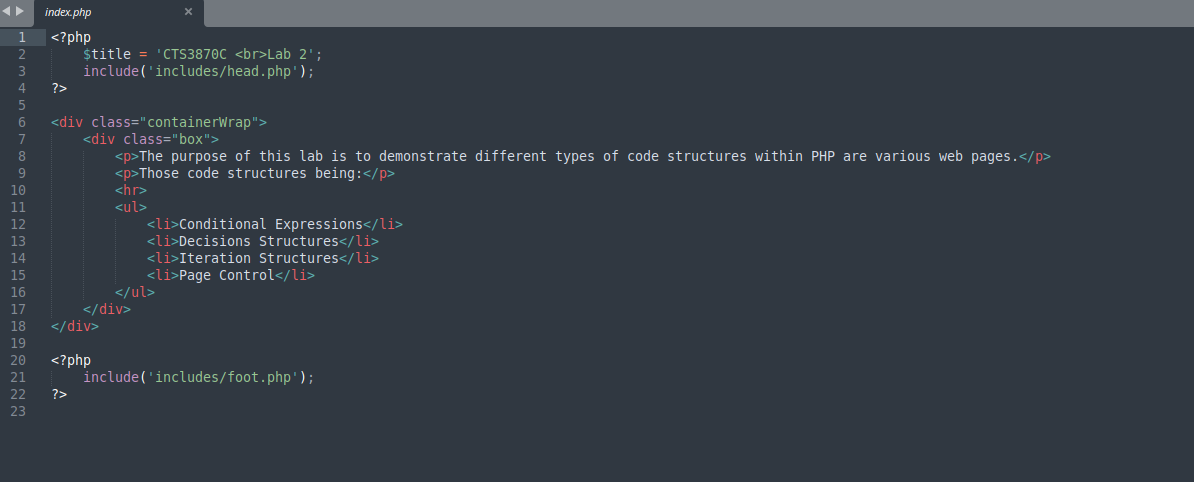 index.php ×
1 <?php
2     $title = 'CTS3870C <br>Lab 2';
3     include('includes/head.php');
4 ?>
5
6 <div class="containerWrap">
7     <div class="box">
8         <p>The purpose of this lab is to demonstrate different types of code structures within PHP are various web pages.</p>
9         <p>Those code structures being:</p>
10         <hr>
11         <ul>
12             <li>Conditional Expressions</li>
13             <li>Decisions Structures</li>
14             <li>Iteration Structures</li>
15             <li>Page Control</li>
16         </ul>
17     </div>
18 </div>
19
20 <?php
21     include('includes/foot.php');
22 ?>
23